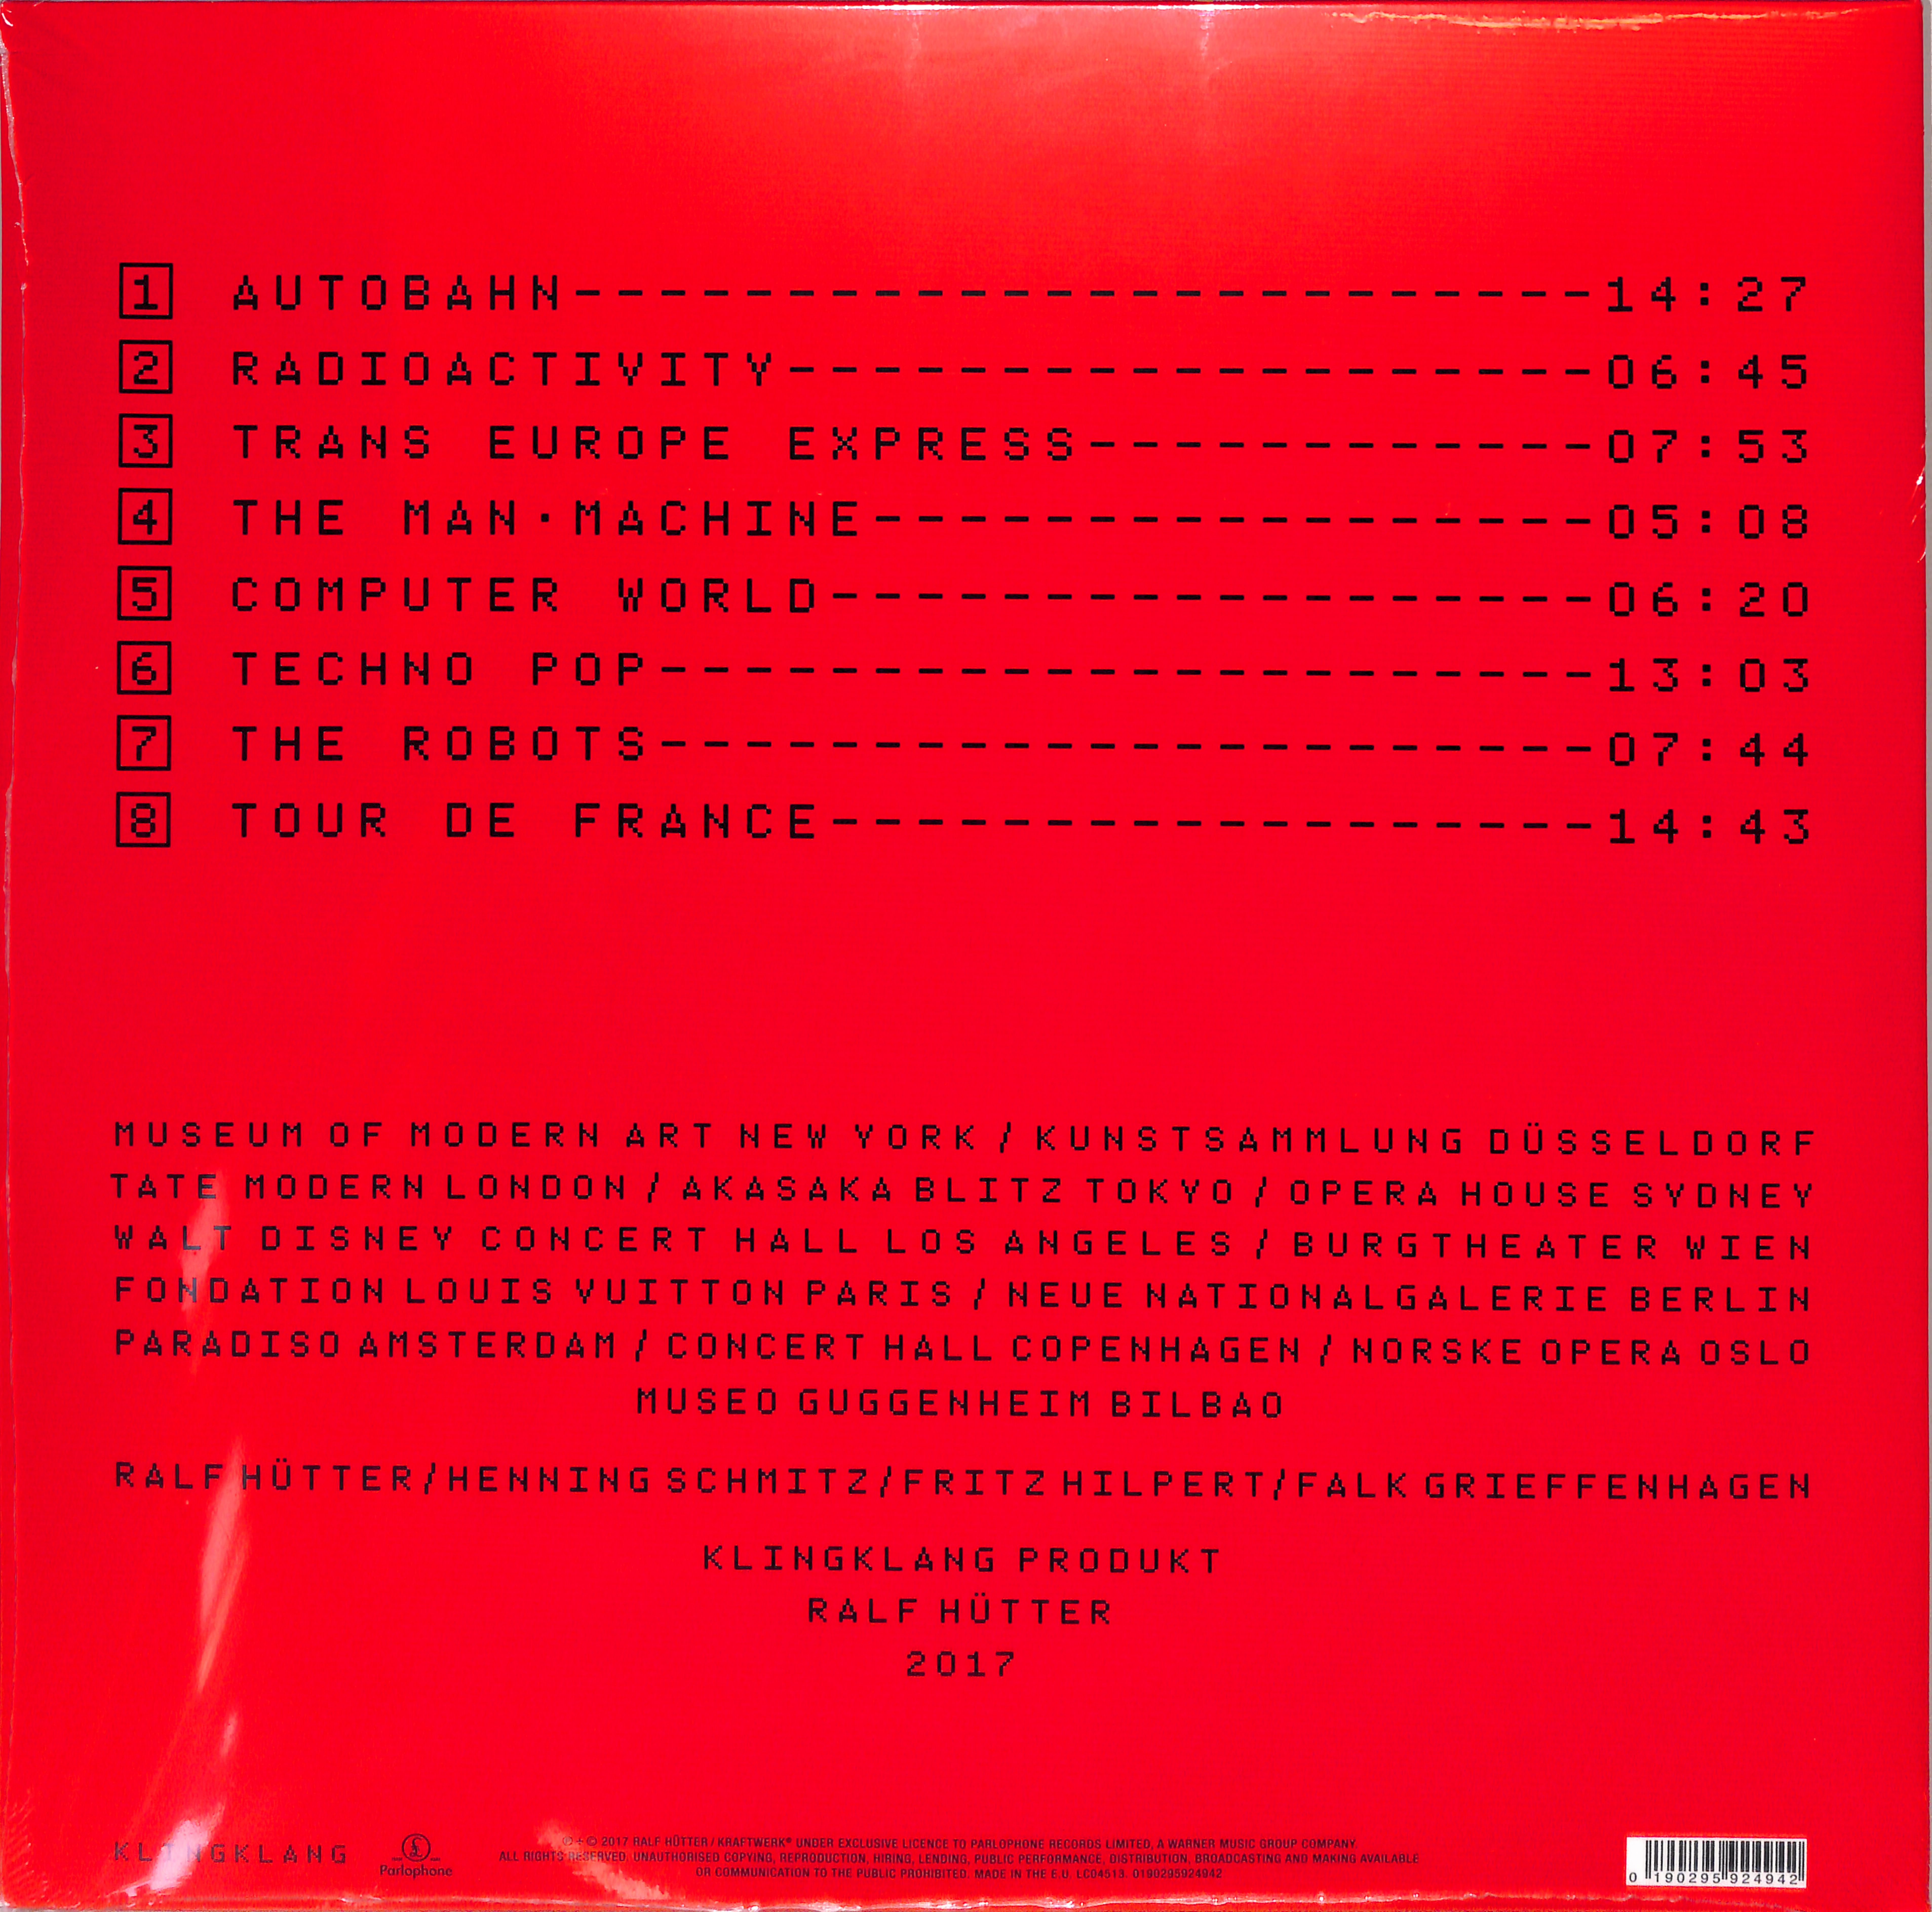 1 AUTOBAHN------------------------14:27
2 RADIOACTIVITY-------------------06:45
3 TRANS EUROPE EXPRESS------------07:53
4 THE MAN·MACHINE-----------------05:08
5 COMPUTER WORLD------------------06:20
6 TECHNO POP----------------------13:03
7 THE ROBOTS----------------------07:44
8 TOUR DE FRANCE------------------14:43
MUSEUM OF MODERN ART NEW YORK / KUNSTSAMMLUNG DÜSSELDORF
TATE MODERN LONDON / AKASAKA BLITZ TOKYO / OPERA HOUSE SYDNEY
WALT DISNEY CONCERT HALL LOS ANGELES / BURGTHEATER WIEN
FONDATION LOUIS VUITTON PARIS / NEUE NATIONALGALERIE BERLIN
PARADISO AMSTERDAM / CONCERT HALL COPENHAGEN / NORSKE OPERA OSLO
MUSEO GUGGENHEIM BILBAO
RALF HÜTTER/HENNING SCHMITZ/FRITZ HILPERT/FALK GRIEFFENHAGEN
KLINGKLANG PRODUKT
RALF HÜTTER
2017
KLINGKLANG
£
Parlophone
℗+© 2017 RALF HÜTTER / KRAFTWERK® UNDER EXCLUSIVE LICENCE TO PARLOPHONE RECORDS LIMITED, A WARNER MUSIC GROUP COMPANY.
ALL RIGHTS RESERVED. UNAUTHORISED COPYING, REPRODUCTION, HIRING, LENDING, PUBLIC PERFORMANCE, DISTRIBUTION, BROADCASTING AND MAKING AVAILABLE
OR COMMUNICATION TO THE PUBLIC PROHIBITED. MADE IN THE E.U. LC04513. 0190295924942
0 190295 924942